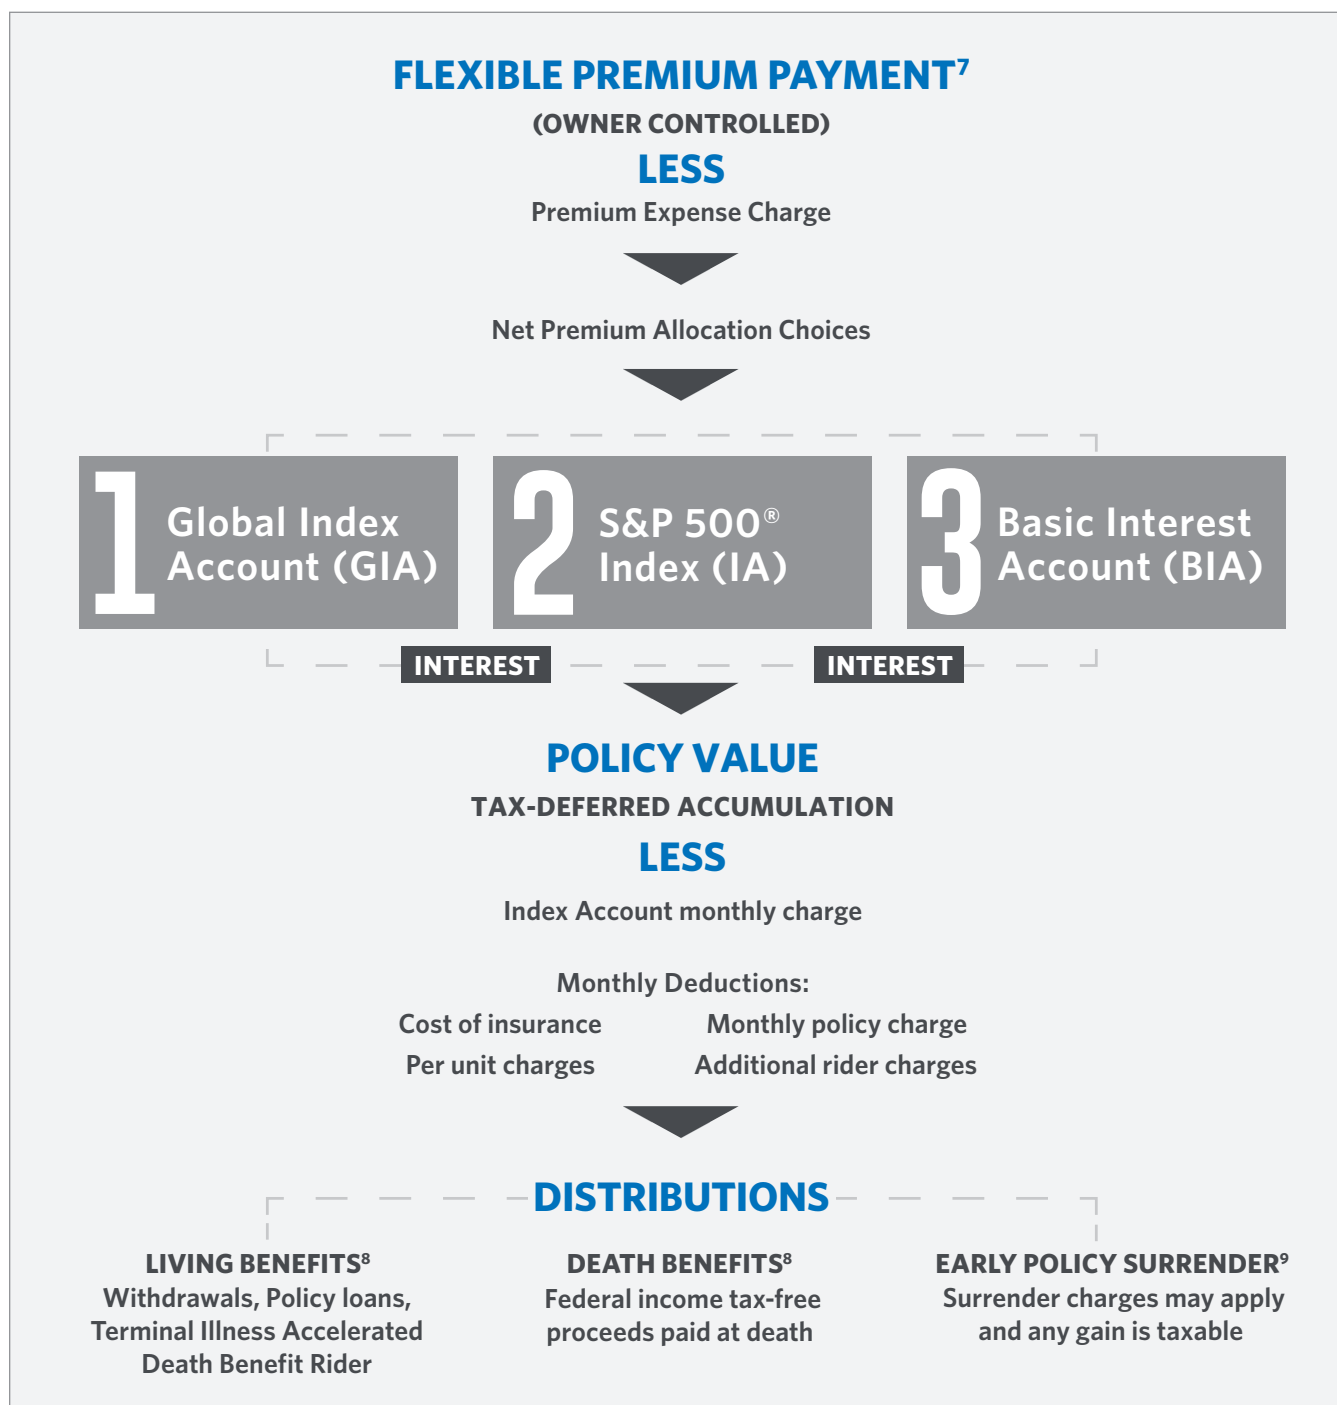 FLEXIBLE PREMIUM PAYMENT⁷
(OWNER CONTROLLED)
LESS
Premium Expense Charge
Net Premium Allocation Choices
1 Global Index
Account (GIA)
2 S&P 500®
Index (IA)
3 Basic Interest
Account (BIA)
INTEREST
INTEREST
POLICY VALUE
TAX-DEFERRED ACCUMULATION
LESS
Index Account monthly charge
Monthly Deductions:
Cost of insurance
Monthly policy charge
Per unit charges
Additional rider charges
DISTRIBUTIONS
LIVING BENEFITS⁸
Withdrawals, Policy loans,
Terminal Illness Accelerated
Death Benefit Rider
DEATH BENEFITS⁸
Federal income tax-free
proceeds paid at death
EARLY POLICY SURRENDER⁹
Surrender charges may apply
and any gain is taxable